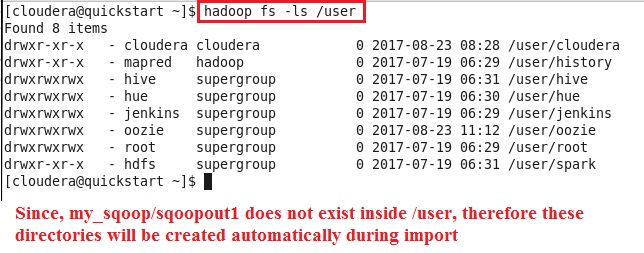 [cloudera@quickstart ~]$ hadoop fs -ls /user
Found 8 items
drwxr-xr-x - cloudera cloudera 0 2017-08-23 08:28 /user/cloudera
drwxr-xr-x - mapred hadoop 0 2017-07-19 06:29 /user/history
drwxrwxrwx - hive supergroup 0 2017-07-19 06:31 /user/hive
drwxrwxrwx - hue supergroup 0 2017-07-19 06:30 /user/hue
drwxrwxrwx - jenkins supergroup 0 2017-07-19 06:29 /user/jenkins
drwxrwxrwx - oozie supergroup 0 2017-08-23 11:12 /user/oozie
drwxrwxrwx - root supergroup 0 2017-07-19 06:29 /user/root
drwxr-xr-x - hdfs supergroup 0 2017-07-19 06:31 /user/spark
[cloudera@quickstart ~]$
Since, my_sqoop/sqoopout1 does not exist inside /user, therefore these
directories will be created automatically during import